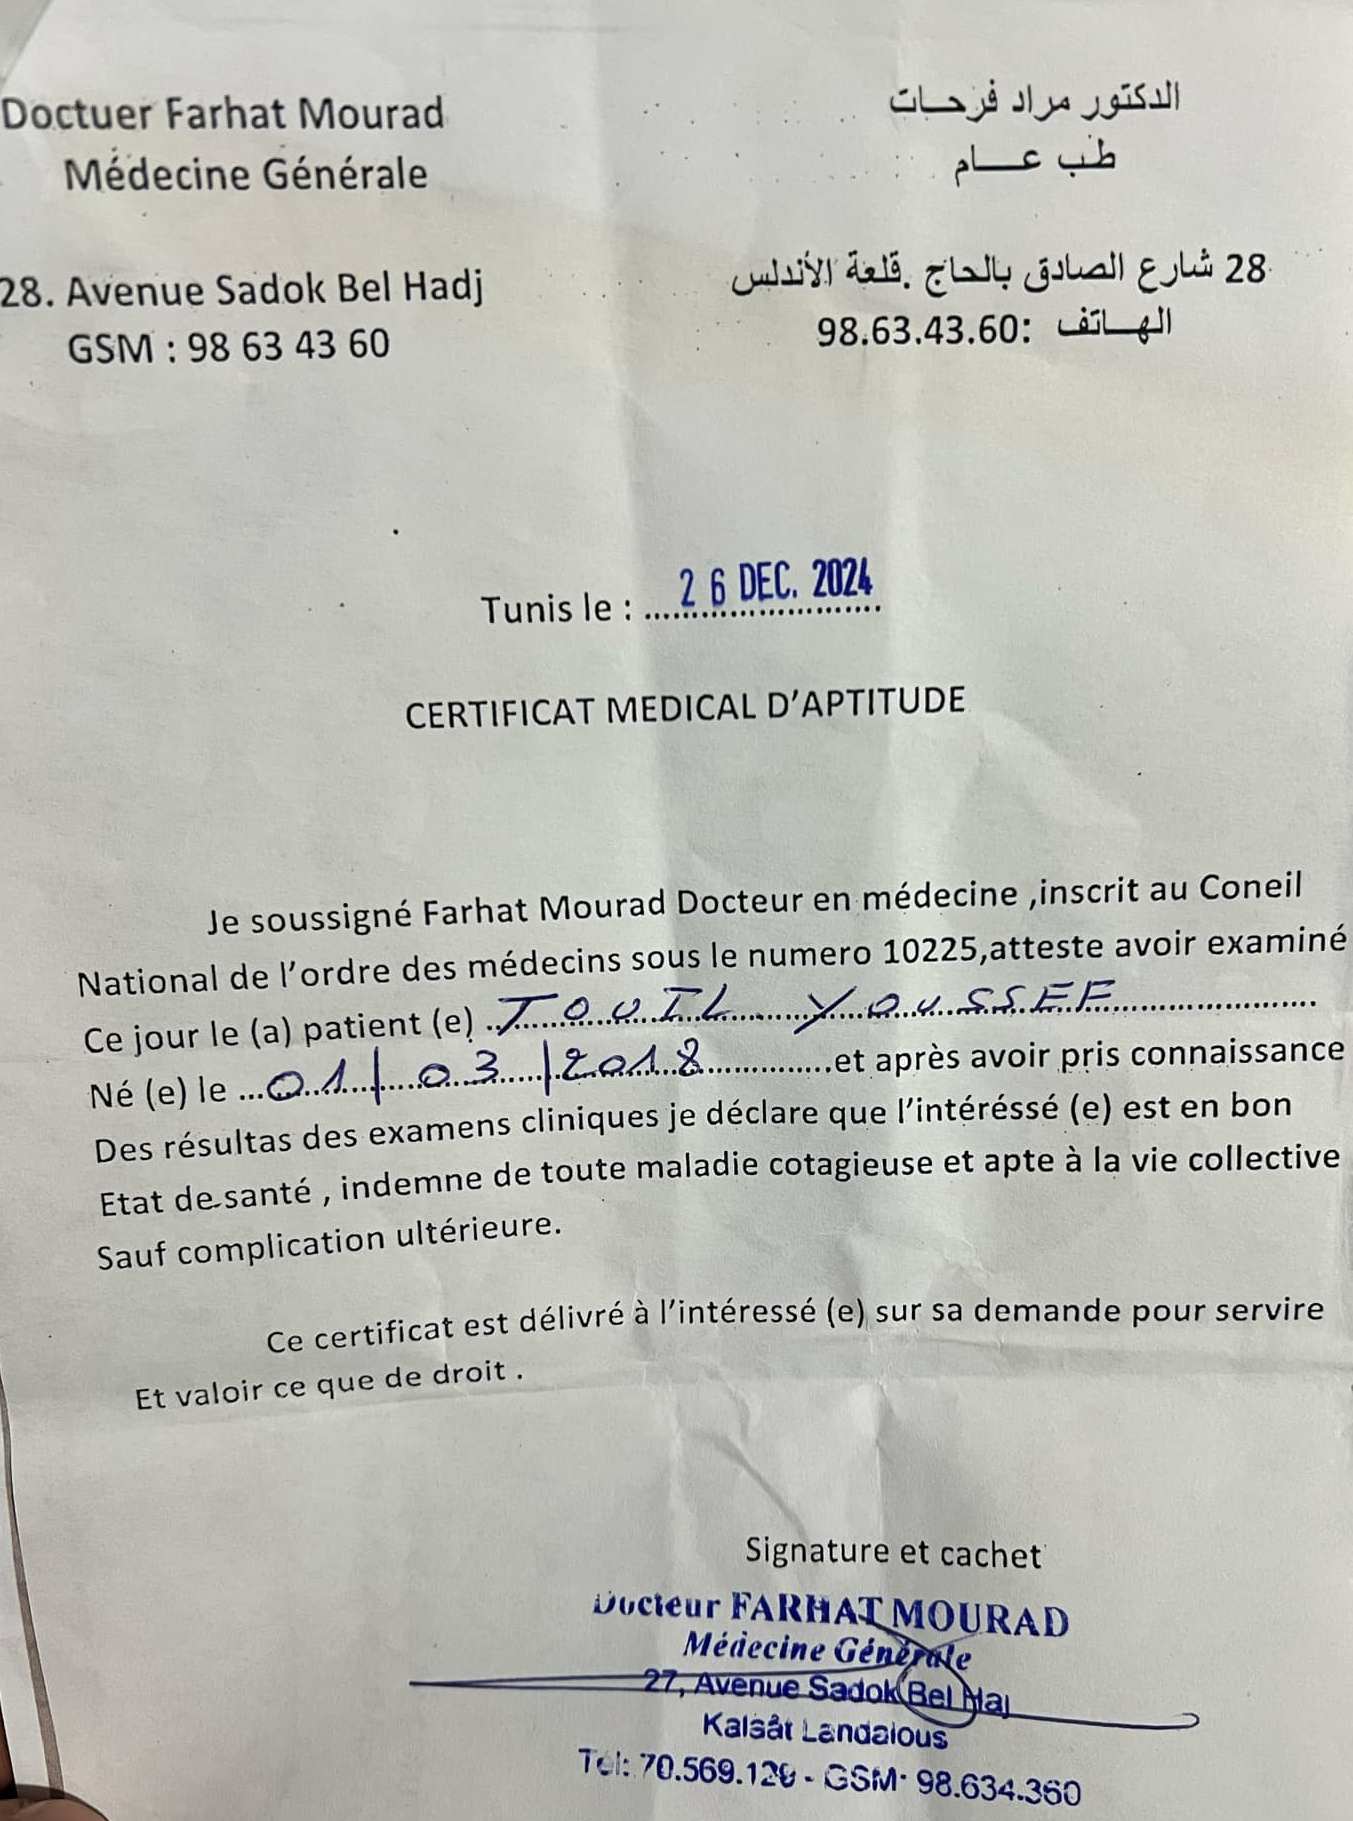 Doctuer Farhat Mourad
Médecine Générale
28. Avenue Sadok Bel Hadj
GSM : 98 63 43 60
الدكتور مراد فرحات
طب عام
28 شارع الصادق بالحاج .قلعة الأندلس
الهاتف :98.63.43.60
Tunis le : 26 DEC. 2024
CERTIFICAT MEDICAL D'APTITUDE
Je soussigné Farhat Mourad Docteur en médecine ,inscrit au Coneil
National de l'ordre des médecins sous le numero 10225,atteste avoir examiné
Ce jour le (a) patient (e) TOUIL YOUSSEF
Né (e) le 01/03/2018 et après avoir pris connaissance
Des résultas des examens cliniques je déclare que l'intéréssé (e) est en bon
Etat de santé , indemne de toute maladie cotagieuse et apte à la vie collective
Sauf complication ultérieure.
Ce certificat est délivré à l'intéressé (e) sur sa demande pour servire
Et valoir ce que de droit .
Signature et cachet
Docteur FARHAT MOURAD
Médecine Générale
27, Avenue Sadok Bel Haj
Kalaât Landalous
Tél: 70.569.129 - GSM: 98.634.360